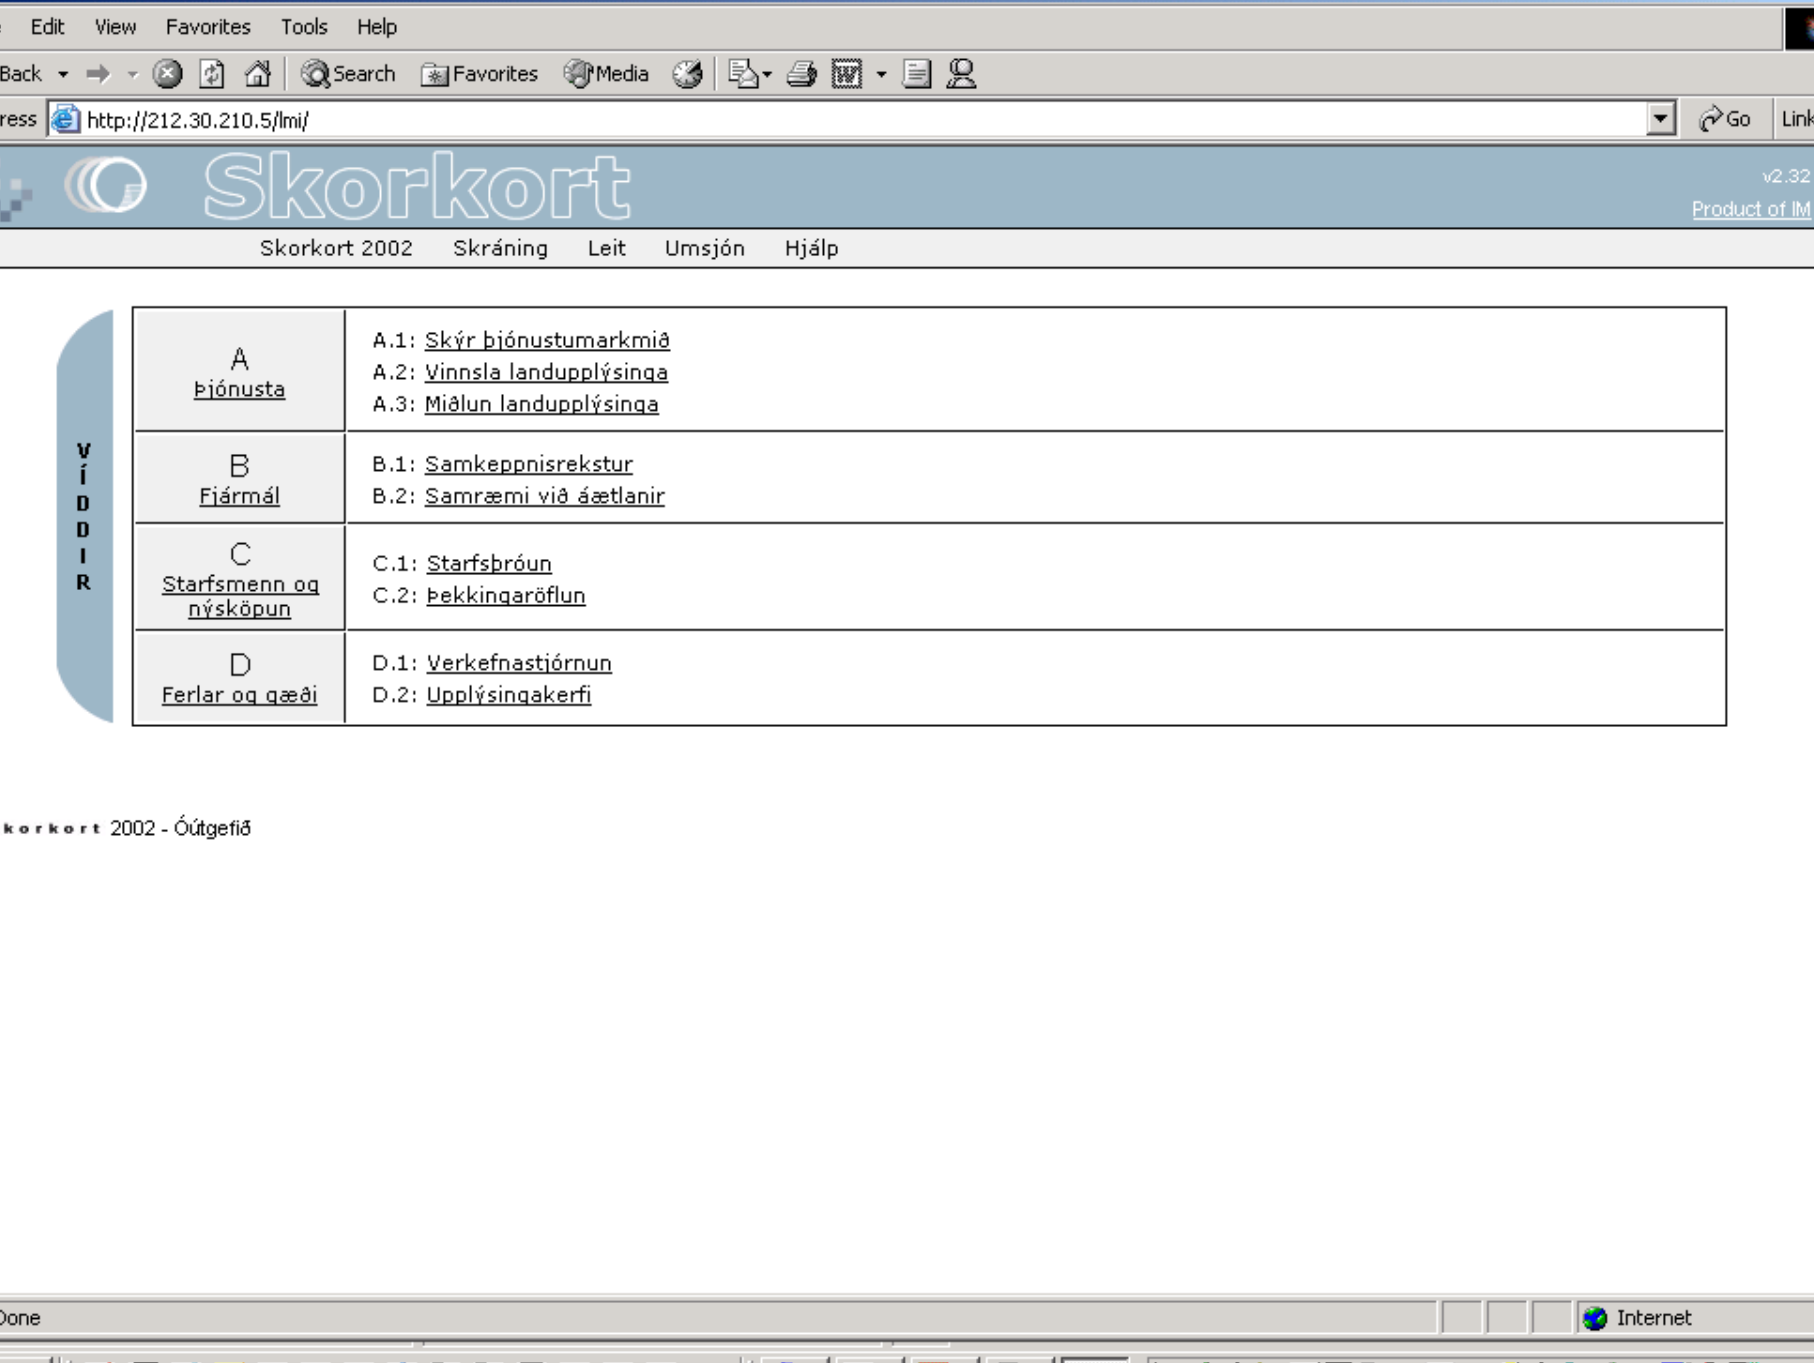 Edit View Favorites Tools Help
Back Search Favorites Media
ress http://212.30.210.5/lmi/ Go Link
Skorkort
v2.32
Product of IM
Skorkort 2002 Skráning Leit Umsjón Hjálp
VÍDDIR
A
Þjónusta
A.1: Skýr þjónustumarkmið
A.2: Vinnsla landupplýsinga
A.3: Miðlun landupplýsinga
B
Fjármál
B.1: Samkeppnisrekstur
B.2: Samræmi við áætlanir
C
Starfsmenn og
nýsköpun
C.1: Starfsþróun
C.2: Þekkingaröflun
D
Ferlar og gæði
D.1: Verkefnastjórnun
D.2: Upplýsingakerfi
korkort 2002 - Óútgefið
Done Internet